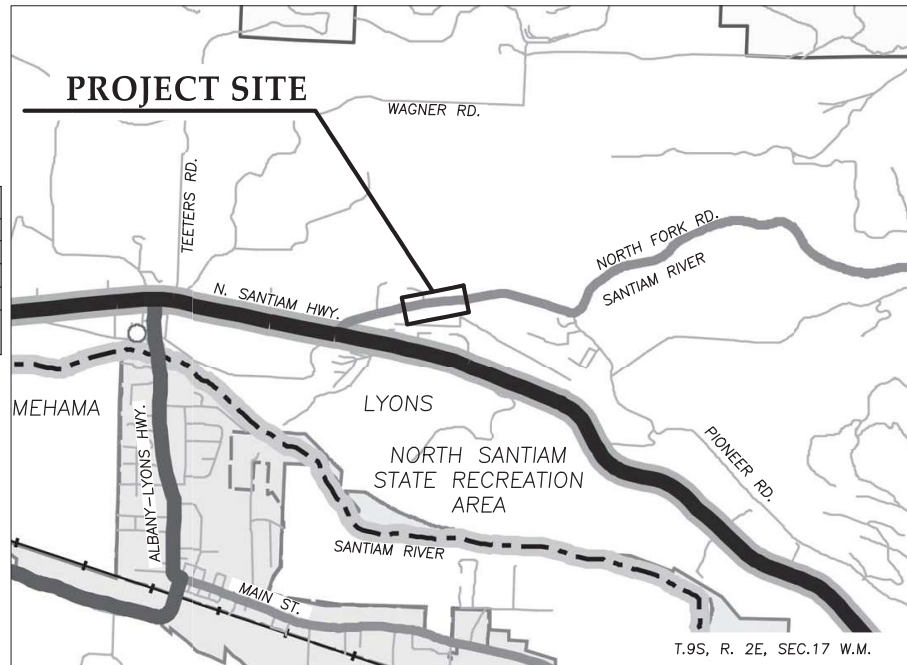 PROJECT SITE
WAGNER RD.
TEETERS RD.
NORTH FORK RD.
SANTIAM RIVER
N. SANTIAM HWY.
MEHAMA
LYONS
ALBANY-LYONS HWY.
NORTH SANTIAM
STATE RECREATION
AREA
PIONEER RD.
SANTIAM RIVER
MAIN ST.
T.9S, R. 2E, SEC.17 W.M.